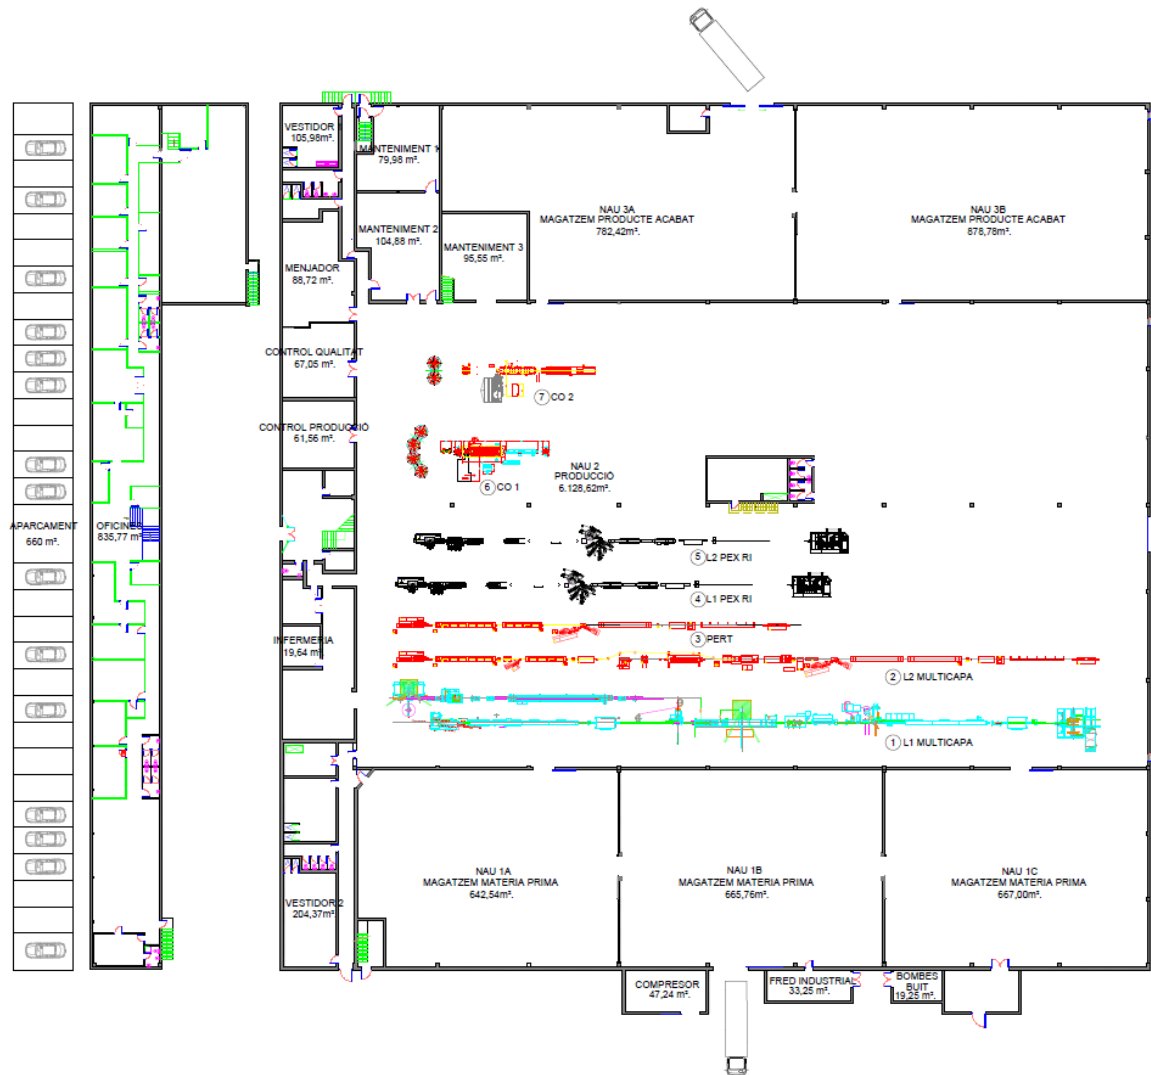 VESTIDOR 1
105,98m².
MANTENIMENT 1
79,98 m².
MANTENIMENT 2
104,88 m².
MANTENIMENT 3
95,55 m².
NAU 3A
MAGATZEM PRODUCTE ACABAT
782,42m².
NAU 3B
MAGATZEM PRODUCTE ACABAT
878,78m².
MENJADOR
88,72 m².
CONTROL QUALITAT
67,05 m².
CONTROL PRODUCCIÓ
61,56 m².
7 CO 2
6 CO 1
NAU 2
PRODUCCIÓ
6.128,62m².
APARCAMENT
660 m².
OFICINES
835,77 m²
5 L2 PEX RI
4 L1 PEX RI
3 PERT
2 L2 MULTICAPA
1 L1 MULTICAPA
INFERMERIA
19,64 m²
NAU 1A
MAGATZEM MATERIA PRIMA
642,54m².
NAU 1B
MAGATZEM MATERIA PRIMA
665,76m².
NAU 1C
MAGATZEM MATERIA PRIMA
667,00m².
VESTIDOR 2
204,37m².
COMPRESOR
47,24 m².
FRED INDUSTRIAL
33,25 m².
BOMBES
BUIT
19,25 m².